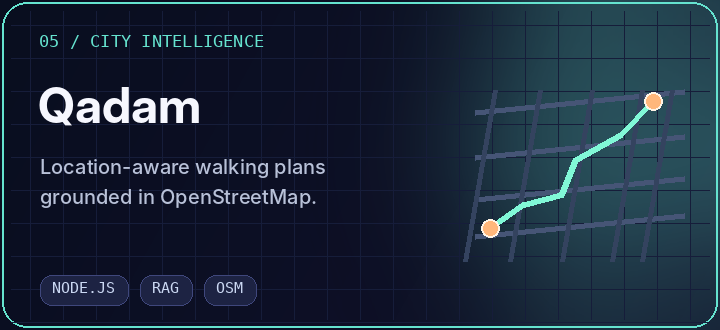 05 / CITY INTELLIGENCE
Qadam
Location-aware walking plans
grounded in OpenStreetMap.
NODE.JS RAG OSM